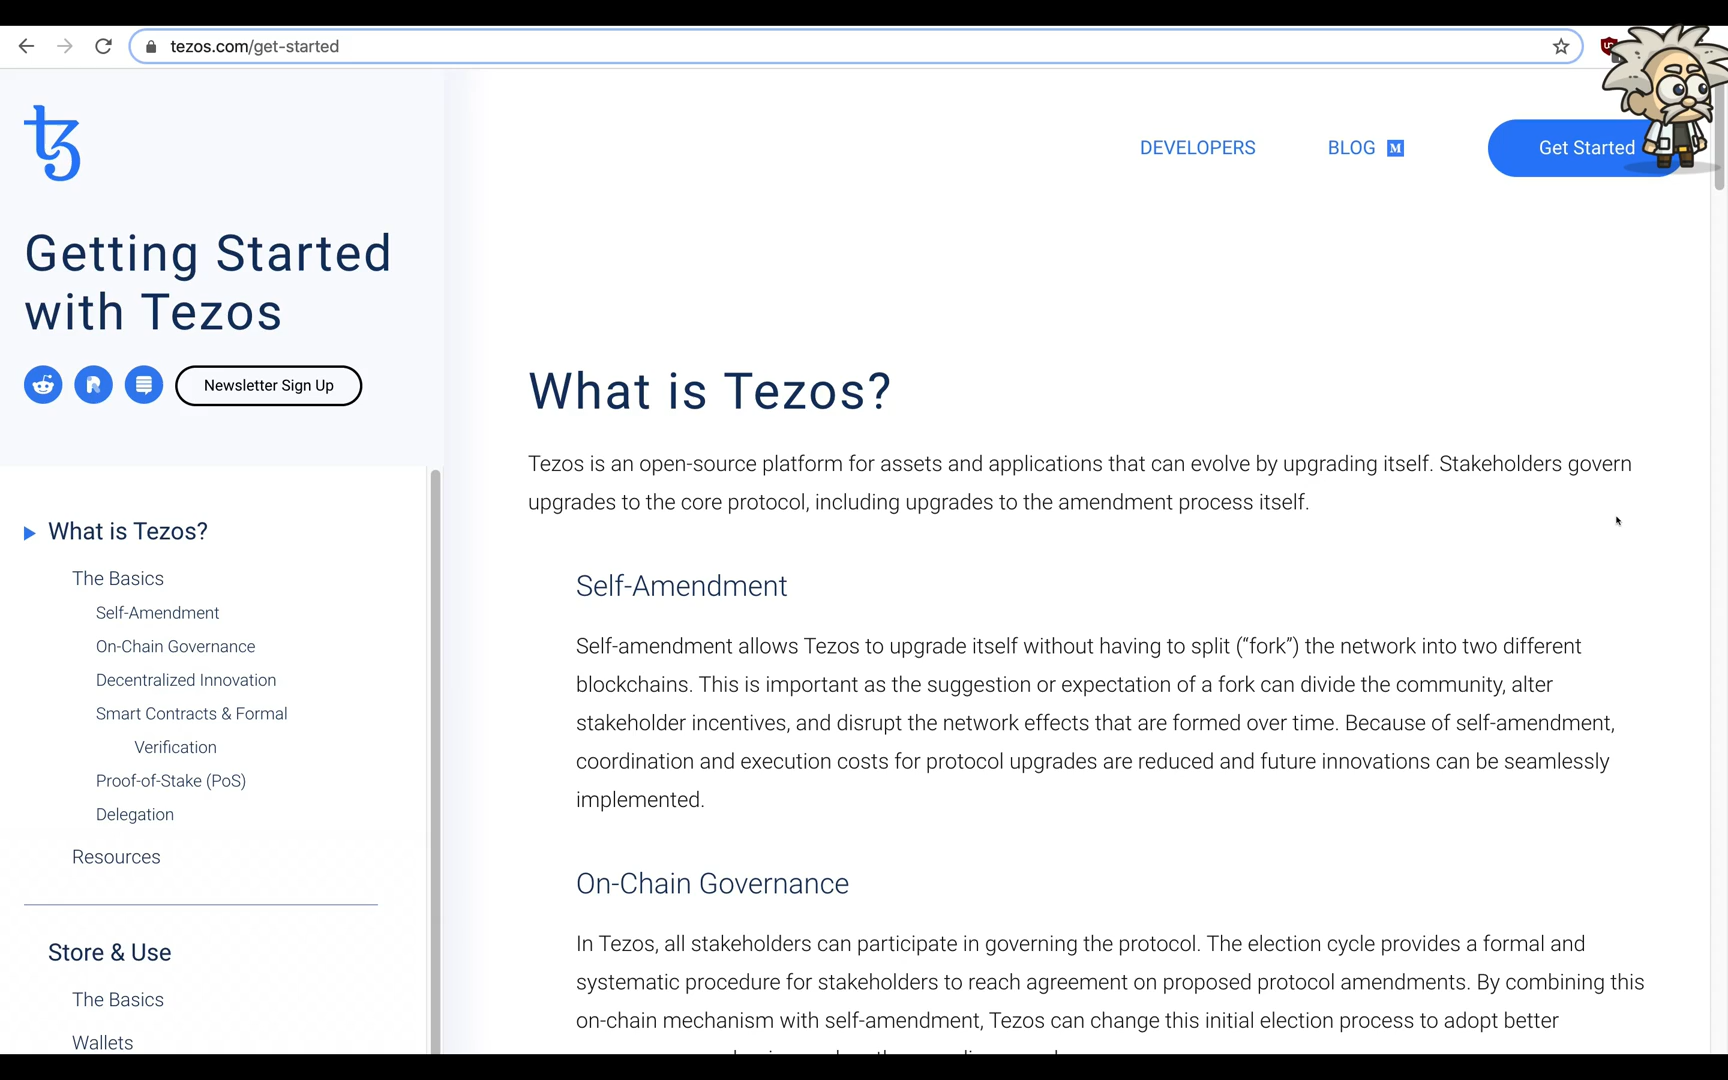 tezos.com/get-started
DEVELOPERS
BLOG
M
Get Started
Getting Started
with Tezos
Newsletter Sign Up
What is Tezos?
The Basics
Self-Amendment
On-Chain Governance
Decentralized Innovation
Smart Contracts & Formal
Verification
Proof-of-Stake (PoS)
Delegation
Resources
Store & Use
The Basics
Wallets
What is Tezos?
Tezos is an open-source platform for assets and applications that can evolve by upgrading itself. Stakeholders govern
upgrades to the core protocol, including upgrades to the amendment process itself.
Self-Amendment
Self-amendment allows Tezos to upgrade itself without having to split (“fork”) the network into two different
blockchains. This is important as the suggestion or expectation of a fork can divide the community, alter
stakeholder incentives, and disrupt the network effects that are formed over time. Because of self-amendment,
coordination and execution costs for protocol upgrades are reduced and future innovations can be seamlessly
implemented.
On-Chain Governance
In Tezos, all stakeholders can participate in governing the protocol. The election cycle provides a formal and
systematic procedure for stakeholders to reach agreement on proposed protocol amendments. By combining this
on-chain mechanism with self-amendment, Tezos can change this initial election process to adopt better